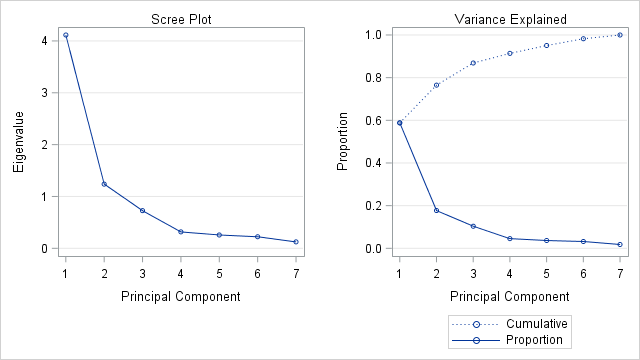 Scree Plot
4
3
2
1
0
Eigenvalue
1 2 3 4 5 6 7
Principal Component
Variance Explained
1.0
0.8
0.6
0.4
0.2
0.0
Proportion
1 2 3 4 5 6 7
Principal Component
Cumulative
Proportion